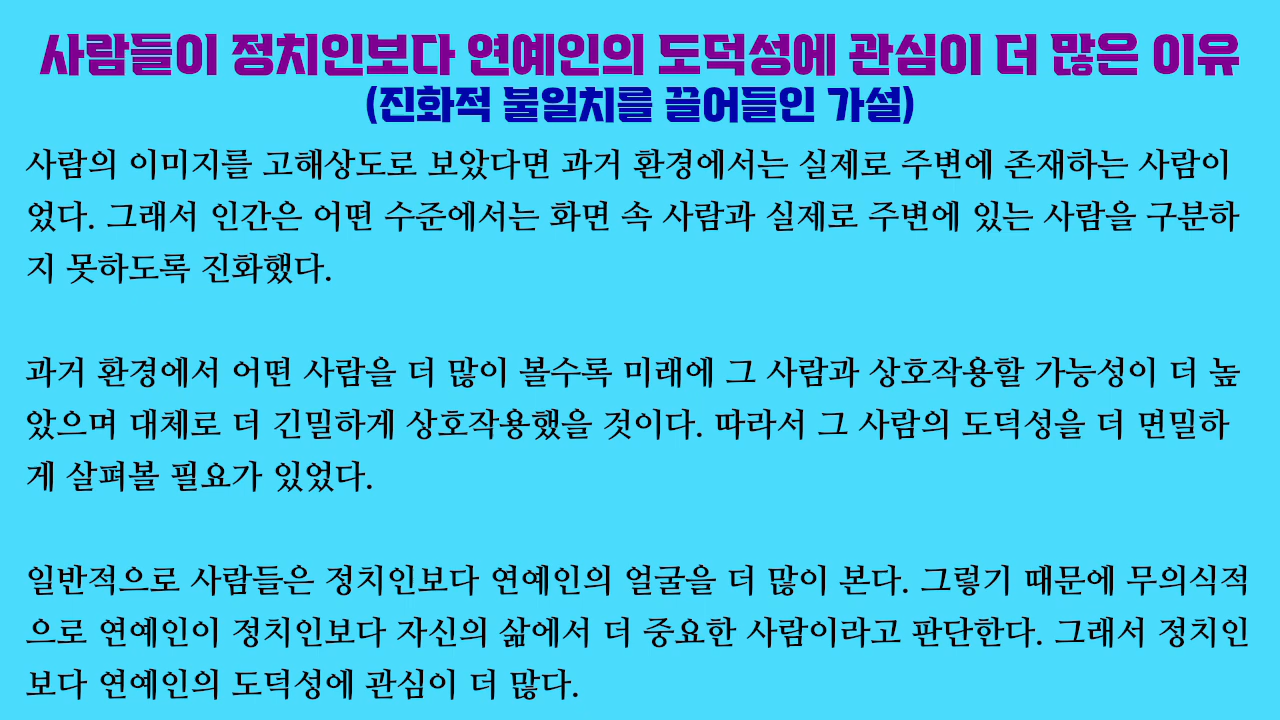 사람들이 정치인보다 연예인의 도덕성에 관심이 더 많은 이유
(진화적 불일치를 끌어들인 가설)
사람의 이미지를 고해상도로 보았다면 과거 환경에서는 실제로 주변에 존재하는 사람이
었다. 그래서 인간은 어떤 수준에서는 화면 속 사람과 실제로 주변에 있는 사람을 구분하
지 못하도록 진화했다.
과거 환경에서 어떤 사람을 더 많이 볼수록 미래에 그 사람과 상호작용할 가능성이 더 높
았으며 대체로 더 긴밀하게 상호작용했을 것이다. 따라서 그 사람의 도덕성을 더 면밀하
게 살펴볼 필요가 있었다.
일반적으로 사람들은 정치인보다 연예인의 얼굴을 더 많이 본다. 그렇기 때문에 무의식적
으로 연예인이 정치인보다 자신의 삶에서 더 중요한 사람이라고 판단한다. 그래서 정치인
보다 연예인의 도덕성에 관심이 더 많다.